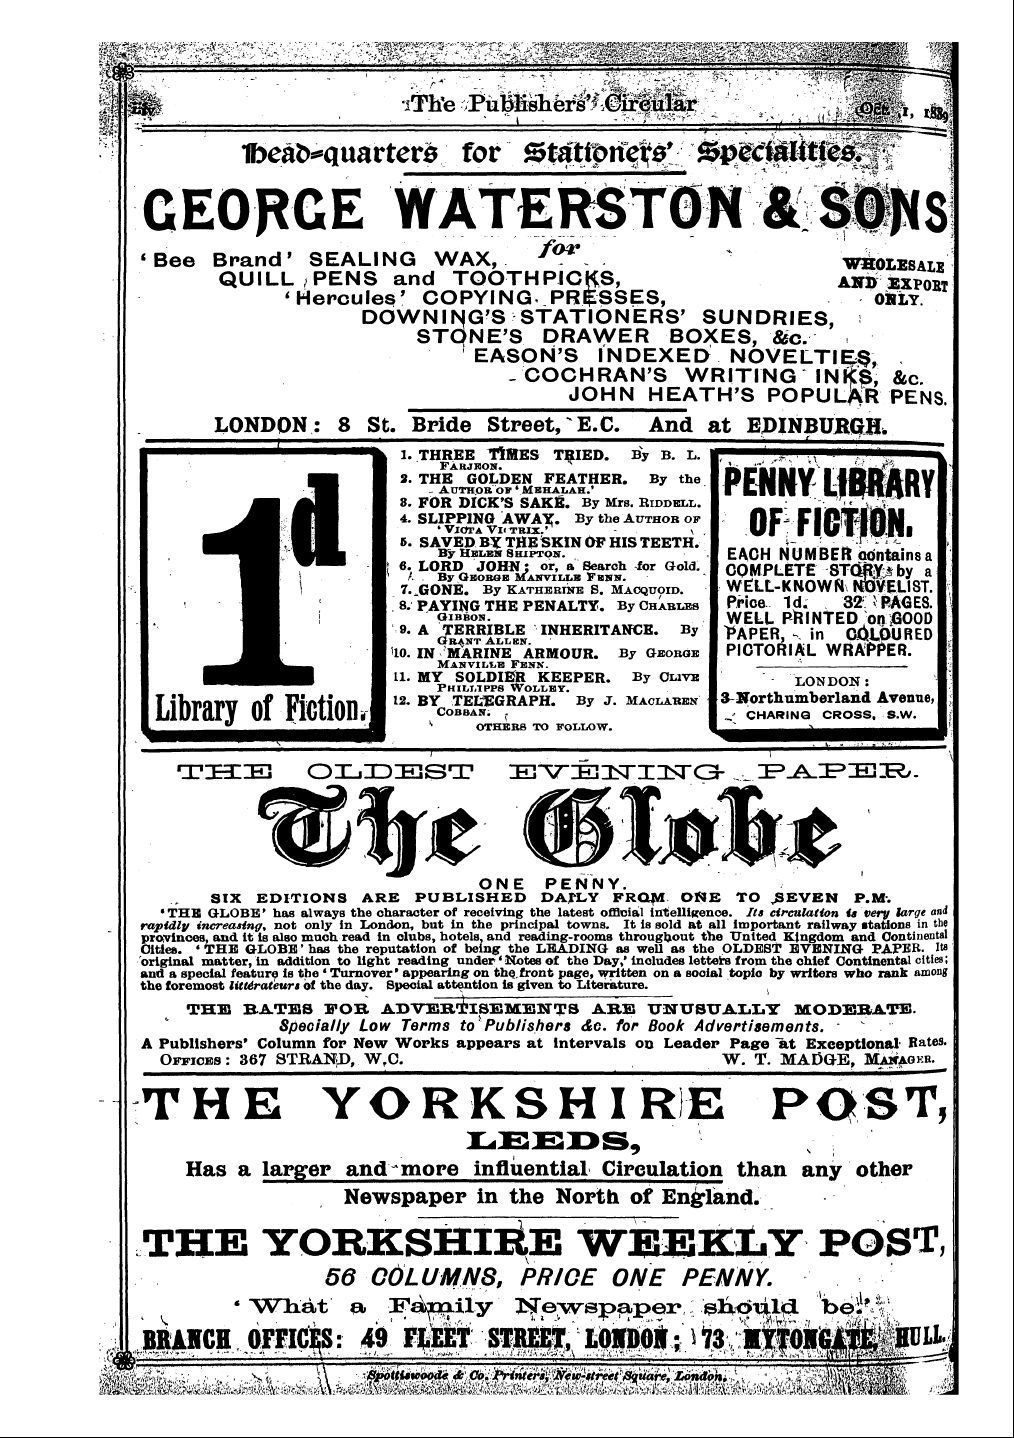 liv
The Publishers' Circular
Oct. 1, 1889
Head-quarters for Stationers' Specialities.
GEORGE WATERSTON & SONS
for
'Bee Brand' SEALING WAX,
QUILL PENS and TOOTHPICKS,
'Hercules' COPYING PRESSES,
DOWNING'S STATIONERS' SUNDRIES,
STONE'S DRAWER BOXES, &c.
EASON'S INDEXED NOVELTIES,
COCHRAN'S WRITING INKS, &c.
JOHN HEATH'S POPULAR PENS.
WHOLESALE
AND EXPORT
ONLY.
LONDON: 8 St. Bride Street, E.C. And at EDINBURGH.
1d
Library of Fiction.
1. THREE TIMES TRIED. By B. L.
FARJEON.
2. THE GOLDEN FEATHER. By the
AUTHOR OF 'MEHALAH.'
3. FOR DICK'S SAKE. By Mrs. RIDDELL.
4. SLIPPING AWAY. By the AUTHOR OF
5. SAVED BY THE SKIN OF HIS TEETH.
By HELEN SHIPTON.
6. LORD JOHN; or, a Search for Gold.
By GEORGE MANVILLE FENN.
7. GONE. By KATHERINE S. MACQUOID.
8. PAYING THE PENALTY. By CHARLES
GIBBON.
9. A TERRIBLE INHERITANCE. By
GRANT ALLEN.
10. IN MARINE ARMOUR. By GEORGE
MANVILLE FENN.
11. MY SOLDIER KEEPER. By CLIVE
PHILLIPPS WOLLEY.
12. BY TELEGRAPH. By J. MACLAREN
COBBAN.
OTHERS TO FOLLOW.
PENNY LIBRARY
OF FICTION.
EACH NUMBER contains a
COMPLETE STORY by a
WELL-KNOWN NOVELIST.
Price 1d. 32 PAGES.
WELL PRINTED on GOOD
PAPER, in COLOURED
PICTORIAL WRAPPER.
LONDON:
3 Northumberland Avenue,
CHARING CROSS, S.W.
THE OLDEST EVENING PAPER.
The Globe
ONE PENNY.
SIX EDITIONS ARE PUBLISHED DAILY FROM ONE TO SEVEN P.M.
'THE GLOBE' has always the character of receiving the latest official intelligence. Its circulation is very large and
rapidly increasing, not only in London, but in the principal towns. It is sold at all important railway stations in the
provinces, and it is also much read in clubs, hotels, and reading-rooms throughout the United Kingdom and Continental
Cities. 'THE GLOBE' has the reputation of being the LEADING as well as the OLDEST EVENING PAPER. Its
original matter, in addition to light reading under 'Notes of the Day,' includes letters from the chief Continental cities;
and a special feature is the 'Turnover' appearing on the front page, written on a social topic by writers who rank among
the foremost littérateurs of the day. Special attention is given to Literature.
THE RATES FOR ADVERTISEMENTS ARE UNUSUALLY MODERATE.
Specially Low Terms to Publishers &c. for Book Advertisements.
A Publishers' Column for New Works appears at intervals on Leader Page at Exceptional Rates.
OFFICES: 367 STRAND, W.C. W. T. MADGE, MANAGER.
THE YORKSHIRE POST,
LEEDS,
Has a larger and more influential Circulation than any other
Newspaper in the North of England.
THE YORKSHIRE WEEKLY POST,
56 COLUMNS, PRICE ONE PENNY.
'What a Family Newspaper should be.'
BRANCH OFFICES: 49 FLEET STREET, LONDON; 73 MYTONGATE, HULL.
Spottiswoode & Co. Printers, New-street Square, London.